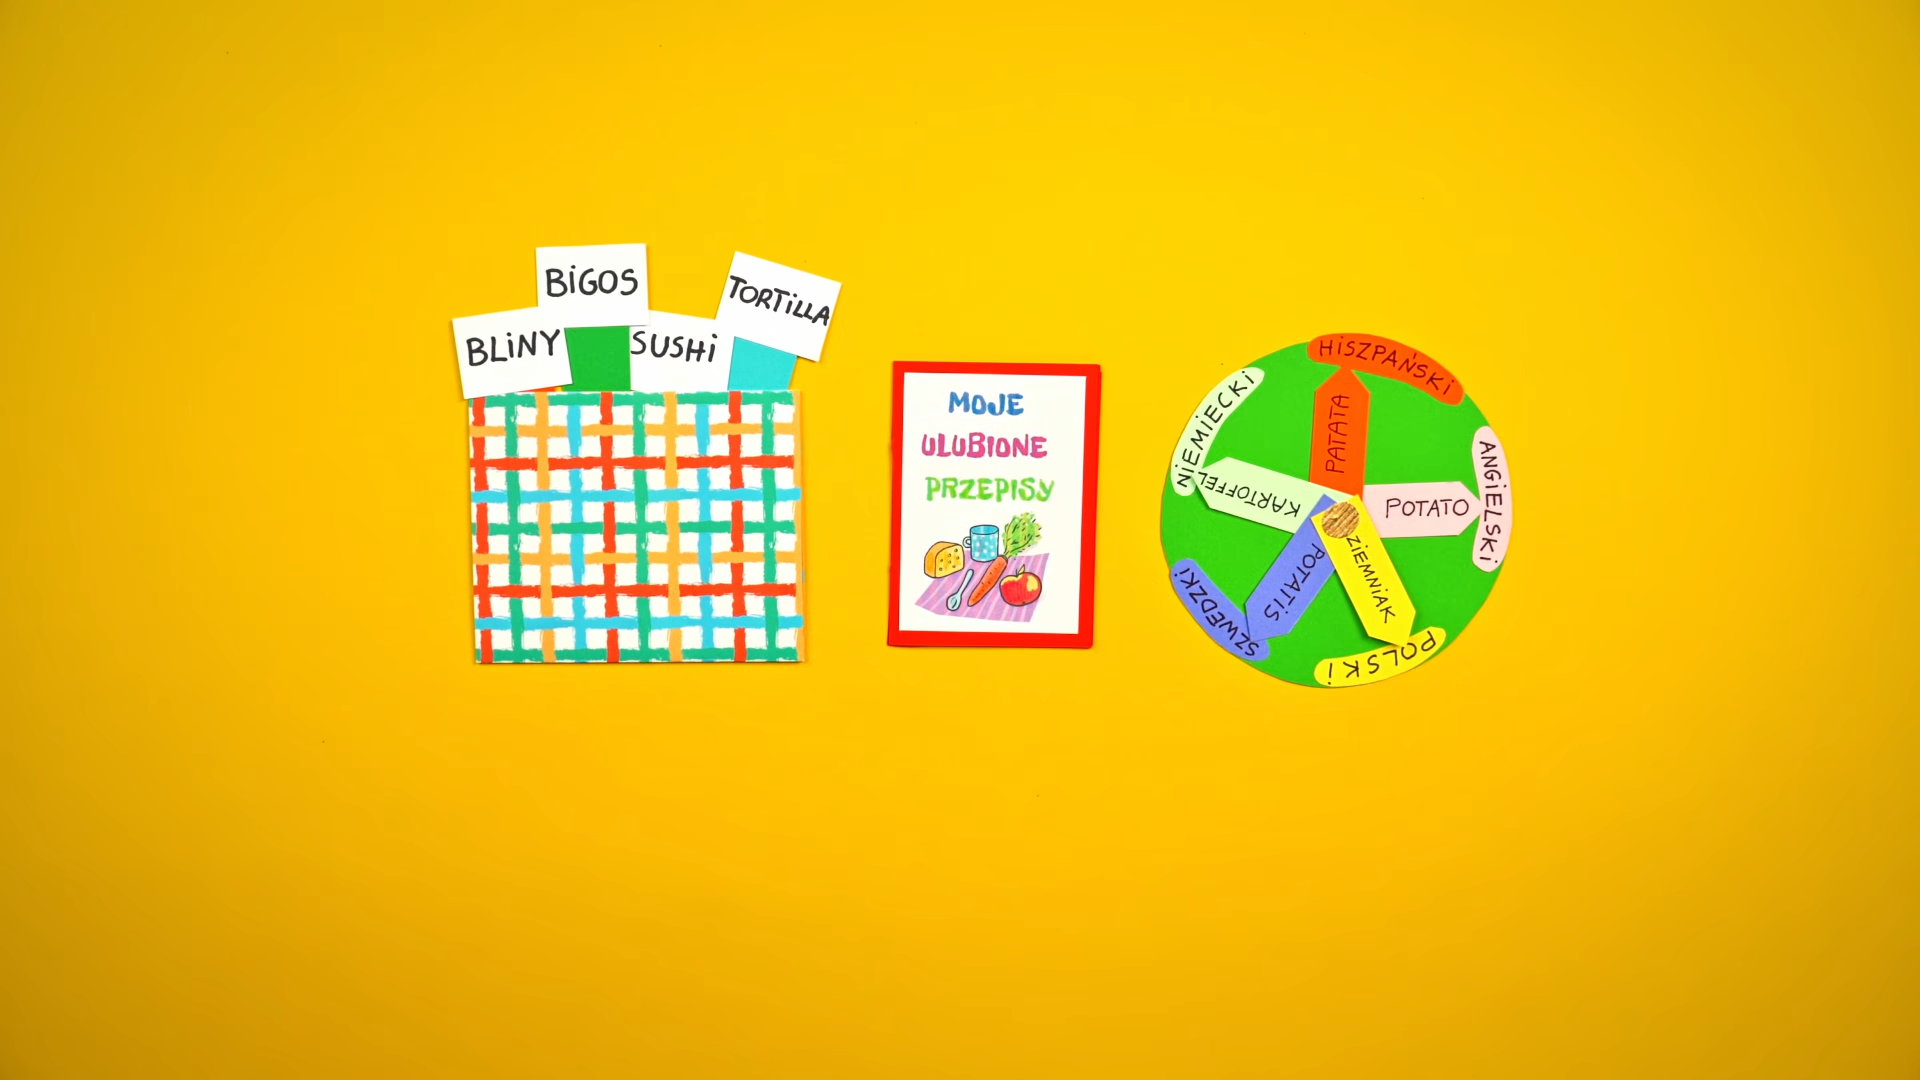 BLiNY
BiGOS
SUSHi
TORTiLLA
MOJE
ULUBIONE
PRZEPISY
HiSZPAŃSKi
PATATA
ANGiELSKi
POTATO
POLSKi
ZiEMNiAK
SZWEDZKi
POTATiS
NiEMiECKi
KARTOFFEL